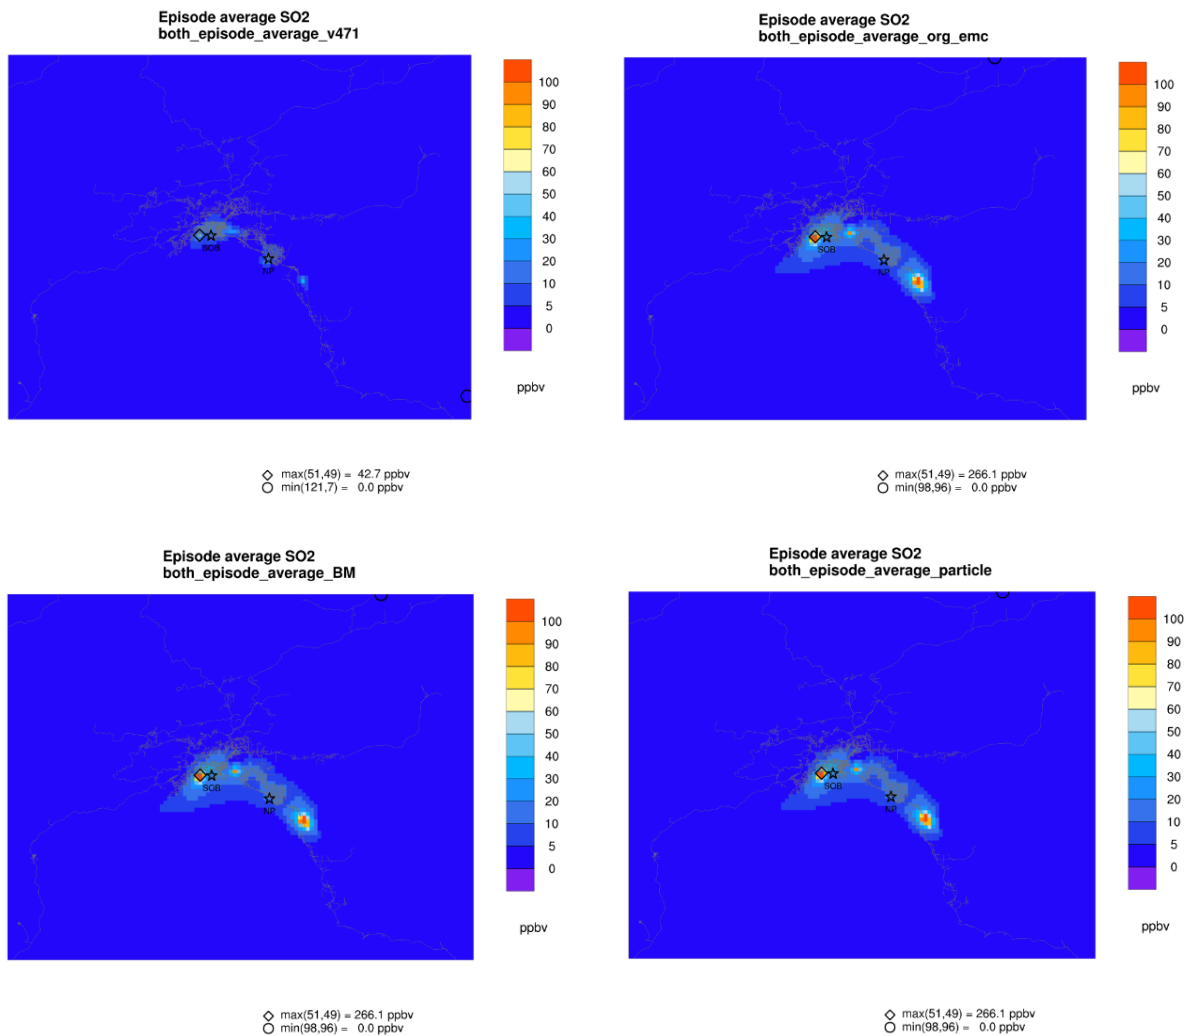 Episode average SO2
both_episode_average_v471
100
90
80
70
60
50
40
30
20
10
5
0
ppbv
SOB
NP
max(51,49) = 42.7 ppbv
min(121,7) = 0.0 ppbv
Episode average SO2
both_episode_average_org_emc
100
90
80
70
60
50
40
30
20
10
5
0
ppbv
SOB
NP
max(51,49) = 266.1 ppbv
min(98,96) = 0.0 ppbv
Episode average SO2
both_episode_average_BM
100
90
80
70
60
50
40
30
20
10
5
0
ppbv
SOB
NP
max(51,49) = 266.1 ppbv
min(98,96) = 0.0 ppbv
Episode average SO2
both_episode_average_particle
100
90
80
70
60
50
40
30
20
10
5
0
ppbv
SOB
NP
max(51,49) = 266.1 ppbv
min(98,96) = 0.0 ppbv